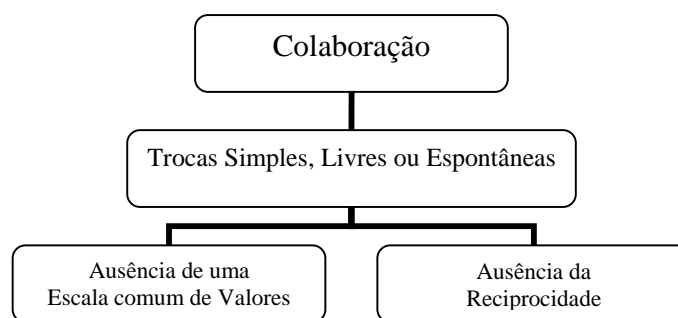 Colaboração
Trocas Simples, Livres ou Espontâneas
Ausência de uma
Escala comum de Valores
Ausência da
Reciprocidade